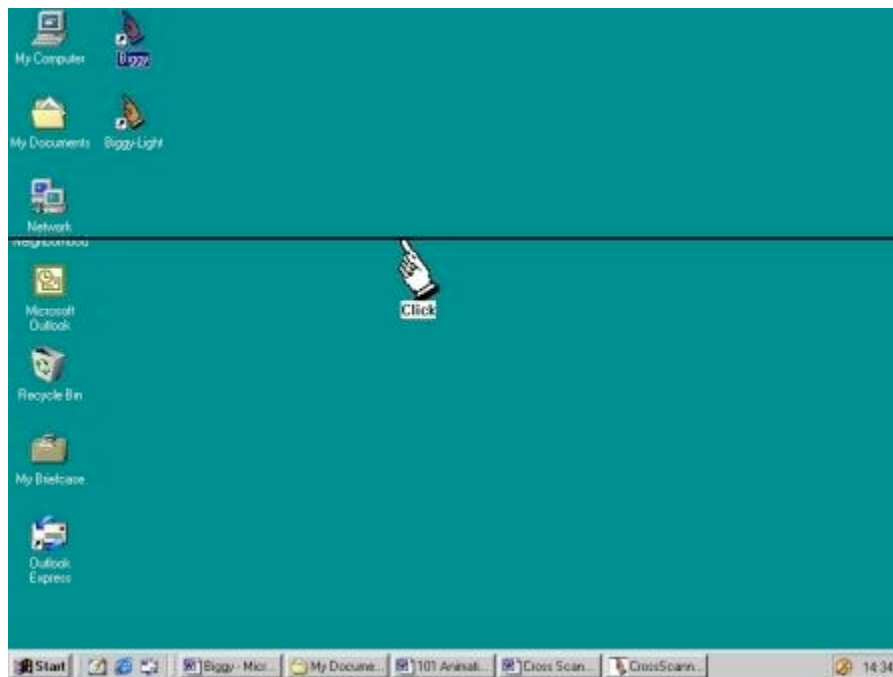 My Computer
Biggy
My Documents
Biggy-Light
Network
Neighborhood
Click
Microsoft
Outlook
Recycle Bin
My Briefcase
Outlook
Express
Start
Biggy - Micr...
My Docume...
101 Animati...
Cross Scan...
CrossScann...
14:34